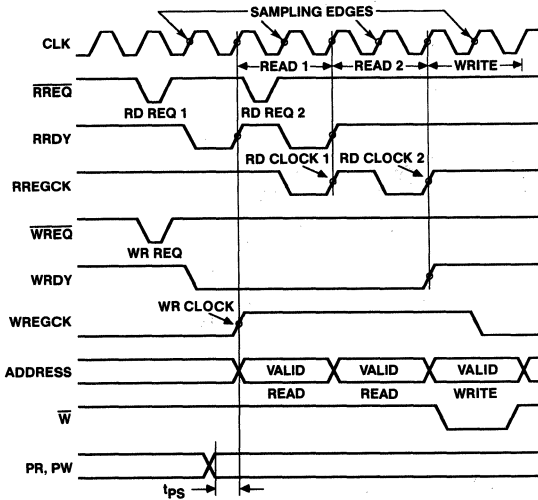 SAMPLING EDGES
CLK
READ 1 READ 2 WRITE
RREQ
RD REQ 1 RD REQ 2
RRDY
RD CLOCK 1 RD CLOCK 2
RREGCK
WREQ
WR REQ
WRDY
WR CLOCK
WREGCK
ADDRESS VALID VALID VALID
READ READ WRITE
W
PR, PW
tPS